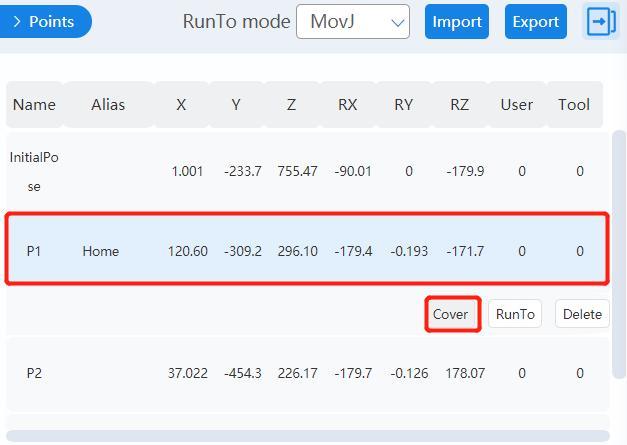 Points RunTo mode MovJ Import Export
Name Alias X Y Z RX RY RZ User Tool
InitialPo
se 1.001 -233.7 755.47 -90.01 0 -179.9 0 0
P1 Home 120.60 -309.2 296.10 -179.4 -0.193 -171.7 0 0
Cover RunTo Delete
P2 37.022 -454.3 226.17 -179.7 -0.126 178.07 0 0